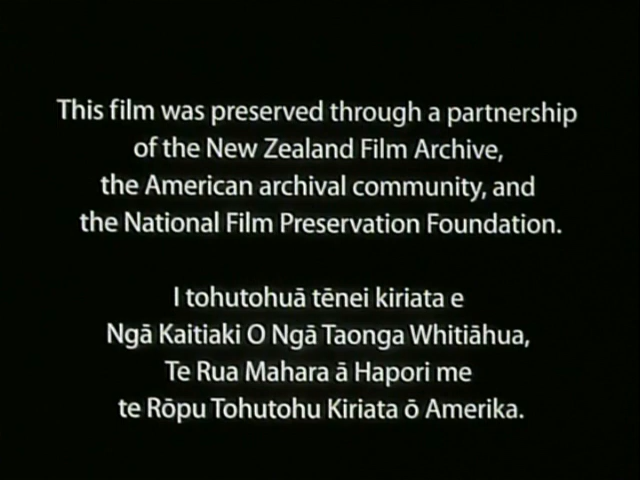 This film was preserved through a partnership
of the New Zealand Film Archive,
the American archival community, and
the National Film Preservation Foundation.
I tohutohuā tēnei kiriata e
Ngā Kaitiaki O Ngā Taonga Whitiāhua,
Te Rua Mahara ā Hapori me
te Rōpu Tohutohu Kiriata ō Amerika.